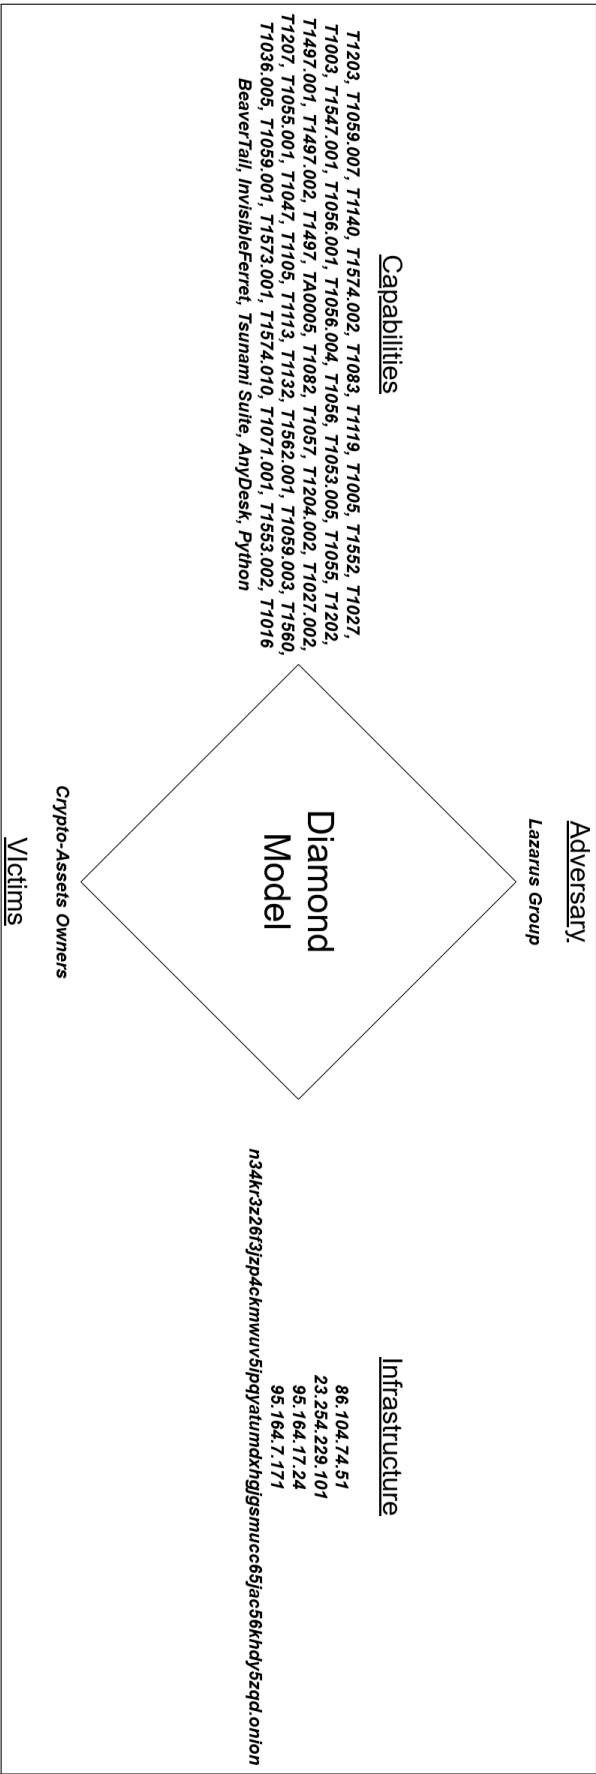 Adversary
Lazarus Group
Capabilities
T1203, T1059.007, T1140, T1574.002, T1083, T1119, T1005, T1552, T1027,
T1003, T1547.001, T1056.001, T1056.004, T1056, T1053.005, T1055, T1202,
T1497.001, T1497.002, T1497, TA0005, T1082, T1057, T1204.002, T1027.002,
T1207, T1055.001, T1047, T1105, T1113, T1132, T1562.001, T1059.003, T1560,
T1036.005, T1059.001, T1573.001, T1574.010, T1071.001, T1553.002, T1016
BeaverTail, InvisibleFerret, Tsunami Suite, AnyDesk, Python
Diamond
Model
Infrastructure
86.104.74.51
23.254.229.101
95.164.17.24
95.164.7.171
n34kr3z26f3jzp4ckmwuv5ipqyatumdxhgjgsmucc65jac56khdy5zqd.onion
Crypto-Assets Owners
VIctims